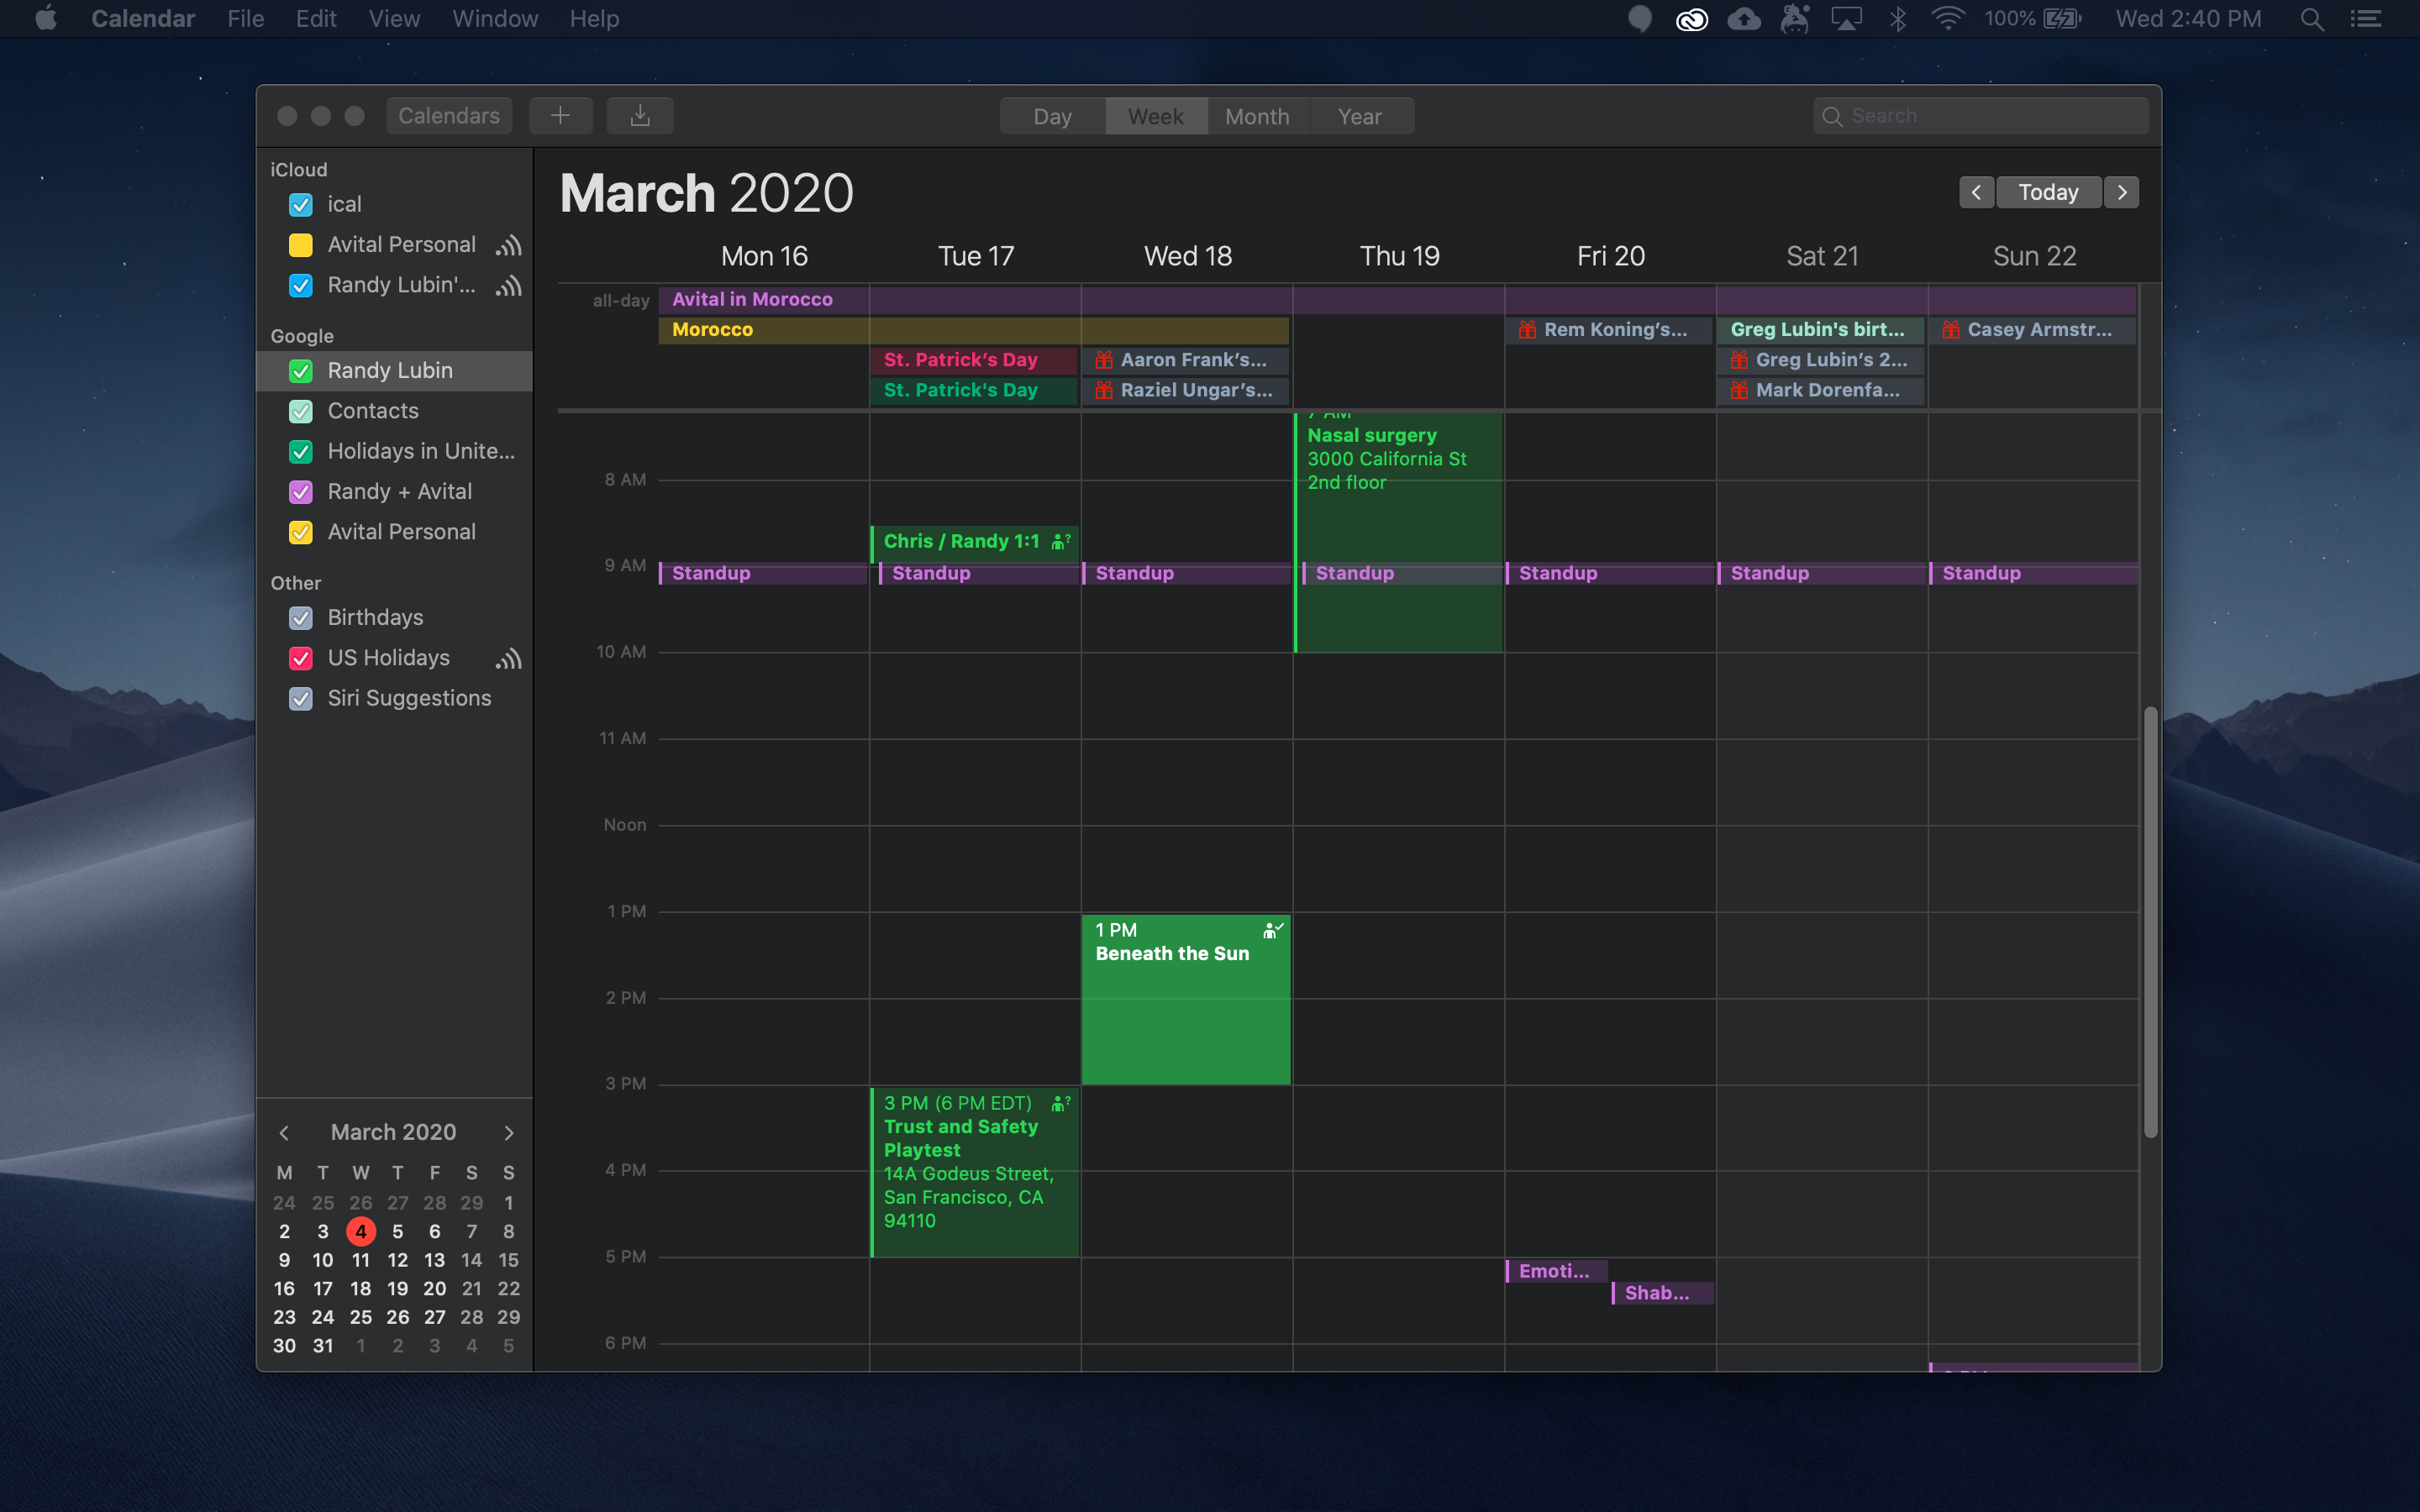 Calendar File Edit View Window Help 100% Wed 2:40 PM
Calendars Day Week Month Year Search
iCloud
ical
Avital Personal
Randy Lubin'...
Google
Randy Lubin
Contacts
Holidays in Unite...
Randy + Avital
Avital Personal
Other
Birthdays
US Holidays
Siri Suggestions
March 2020
M T W T F S S
24 25 26 27 28 29 1
2 3 4 5 6 7 8
9 10 11 12 13 14 15
16 17 18 19 20 21 22
23 24 25 26 27 28 29
30 31 1 2 3 4 5
March 2020
Today
Mon 16 Tue 17 Wed 18 Thu 19 Fri 20 Sat 21 Sun 22
all-day Avital in Morocco
Morocco Rem Koning's... Greg Lubin's birt... Casey Armstr...
St. Patrick's Day Aaron Frank's... Greg Lubin's 2...
St. Patrick's Day Raziel Ungar's... Mark Dorenfa...
7 AM
Nasal surgery
3000 California St
2nd floor
8 AM
Chris / Randy 1:1
9 AM
Standup Standup Standup Standup Standup Standup Standup
10 AM
11 AM
Noon
1 PM
1 PM
Beneath the Sun
2 PM
3 PM
3 PM (6 PM EDT)
Trust and Safety
Playtest
14A Godeus Street,
San Francisco, CA
94110
4 PM
5 PM
Emoti...
Shab...
6 PM